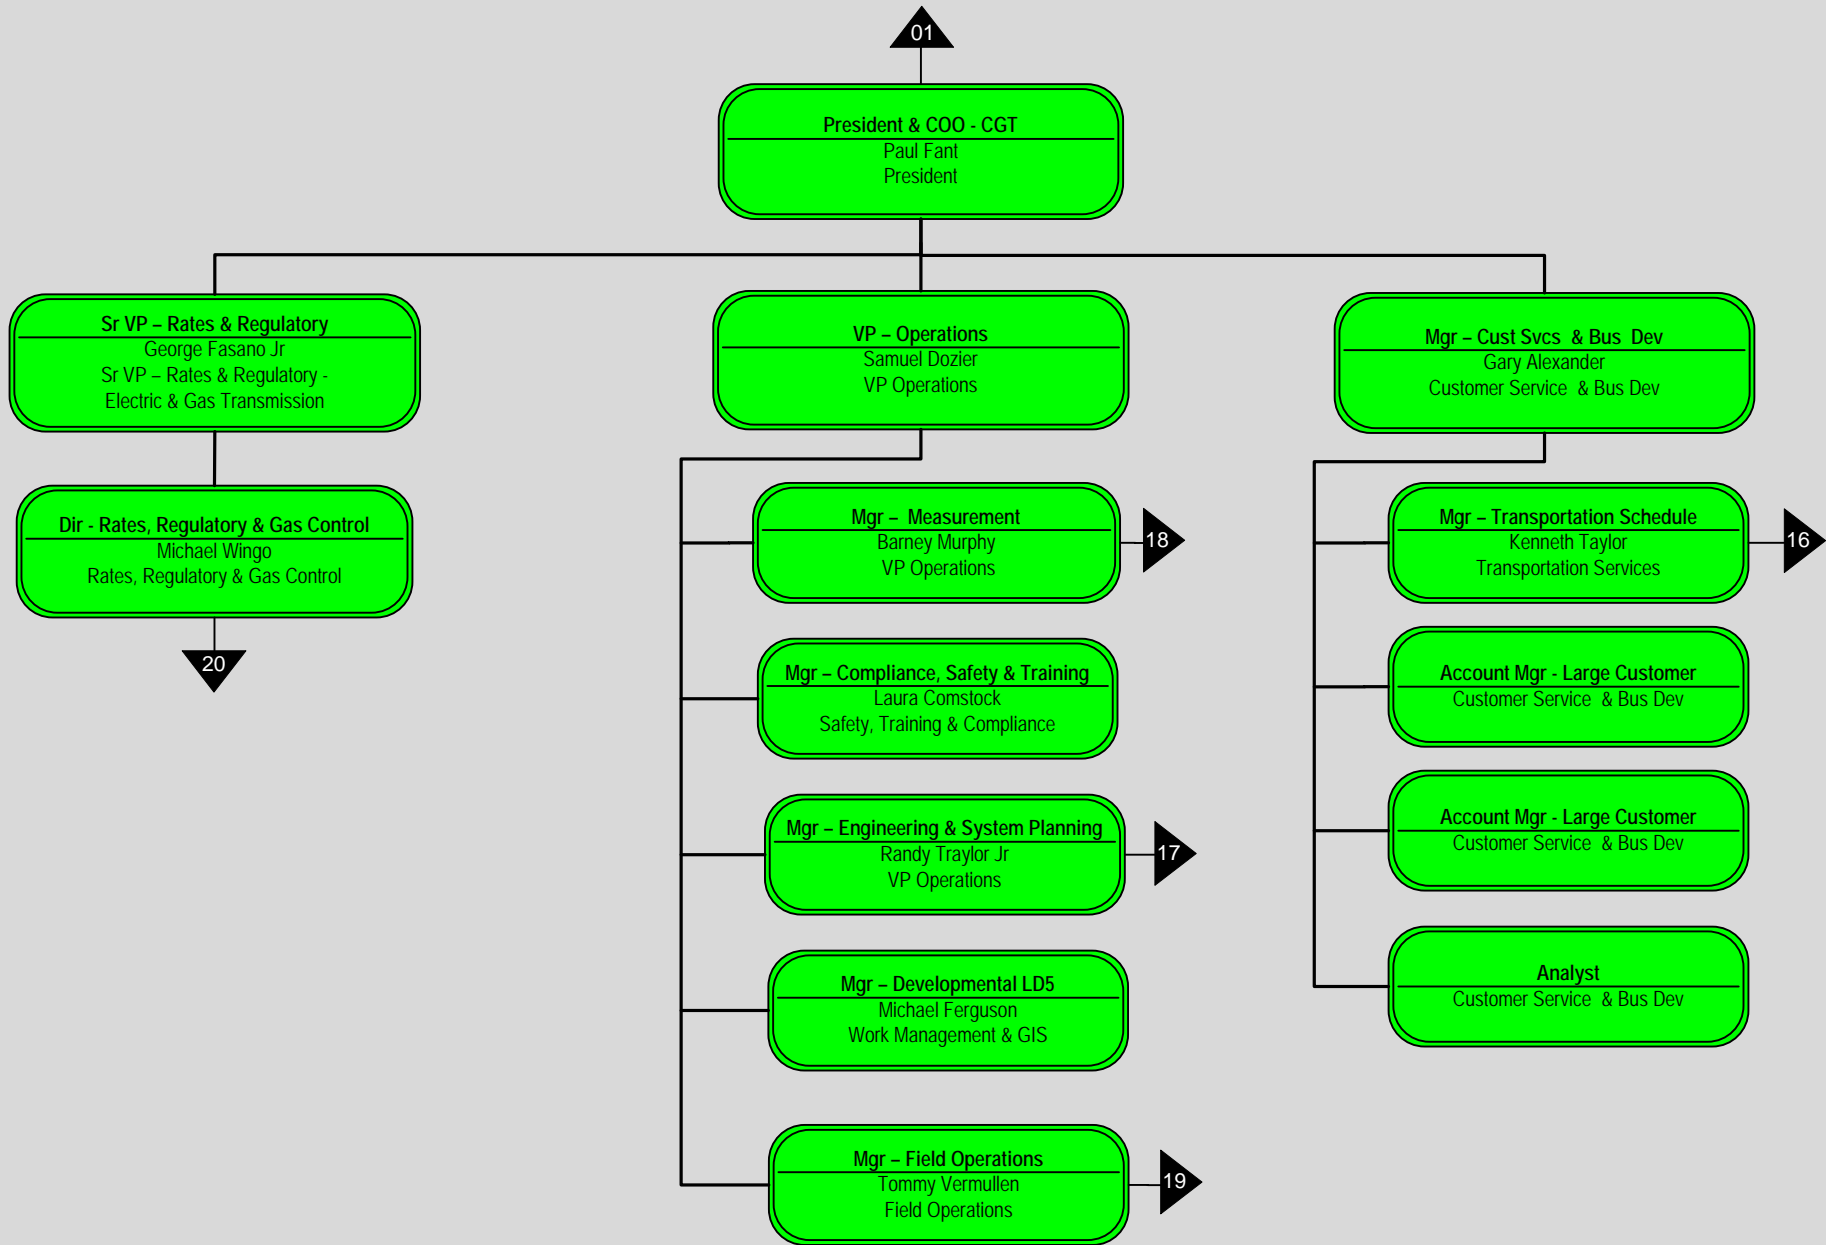 01
President & COO - CGT
Paul Fant
President
Sr VP – Rates & Regulatory
George Fasano Jr
Sr VP – Rates & Regulatory -
Electric & Gas Transmission
Dir - Rates, Regulatory & Gas Control
Michael Wingo
Rates, Regulatory & Gas Control
20
VP – Operations
Samuel Dozier
VP Operations
Mgr – Measurement
Barney Murphy
VP Operations
18
Mgr – Compliance, Safety & Training
Laura Comstock
Safety, Training & Compliance
Mgr – Engineering & System Planning
Randy Traylor Jr
VP Operations
17
Mgr – Developmental LD5
Michael Ferguson
Work Management & GIS
Mgr – Field Operations
Tommy Vermullen
Field Operations
19
Mgr – Cust Svcs & Bus Dev
Gary Alexander
Customer Service & Bus Dev
Mgr – Transportation Schedule
Kenneth Taylor
Transportation Services
16
Account Mgr - Large Customer
Customer Service & Bus Dev
Account Mgr - Large Customer
Customer Service & Bus Dev
Analyst
Customer Service & Bus Dev